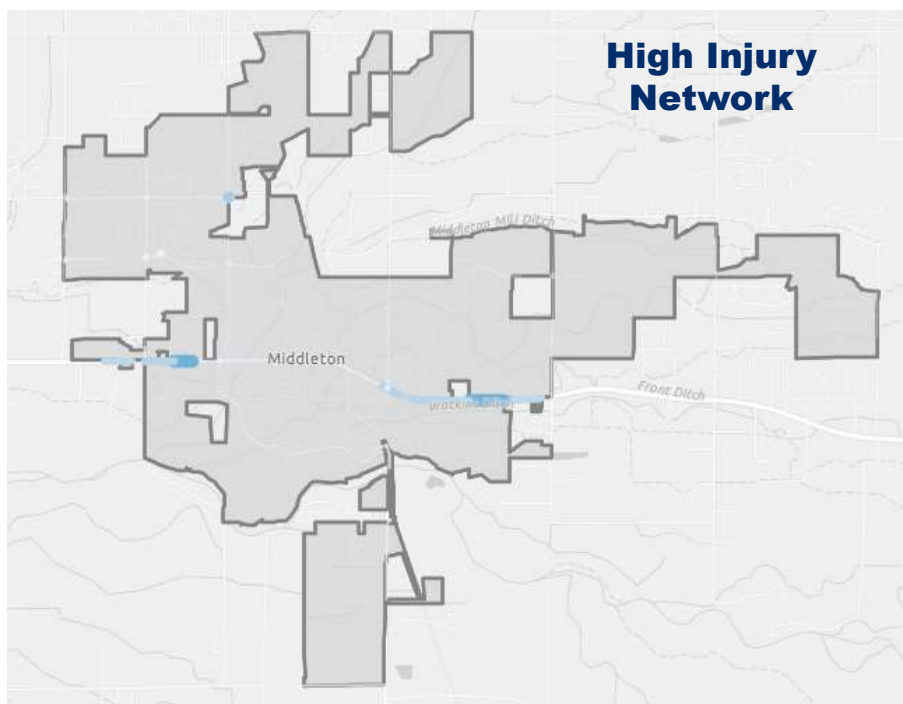 High Injury
Network
Middleton Mill Ditch
Middleton
Front Ditch